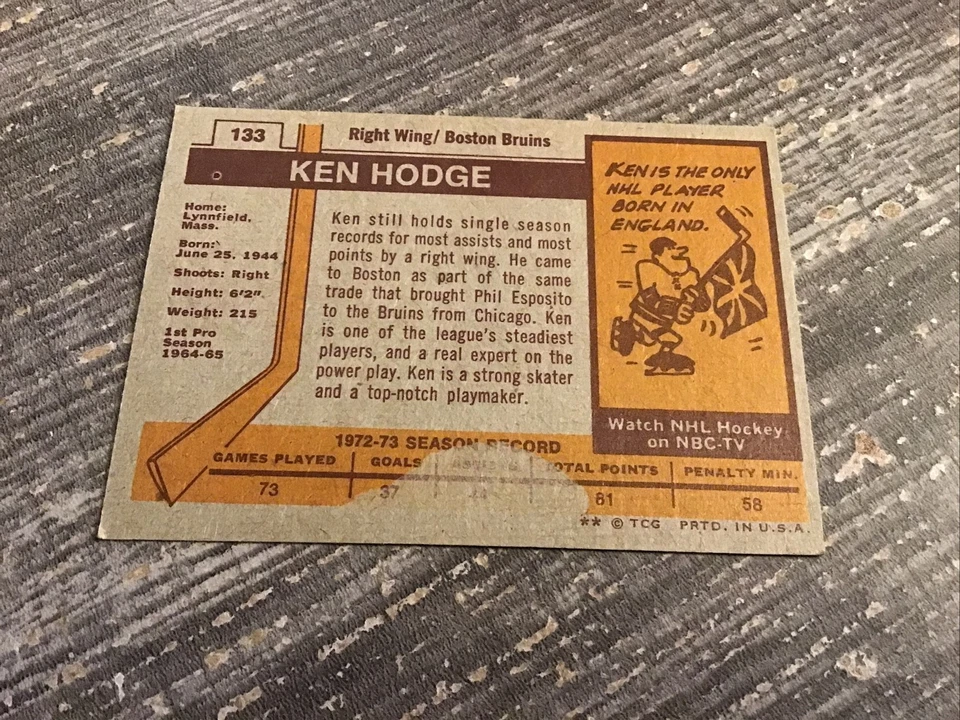 133
Right Wing/ Boston Bruins
KEN HODGE
Home:
Lynnfield,
Mass.
Born:
June 25, 1944
Shoots: Right
Height: 6'2"
Weight: 215
1st Pro
Season
1964-65
Ken still holds single season
records for most assists and most
points by a right wing. He came
to Boston as part of the same
trade that brought Phil Esposito
to the Bruins from Chicago. Ken
is one of the league's steadiest
players, and a real expert on the
power play. Ken is a strong skater
and a top-notch playmaker.
KEN IS THE ONLY
NHL PLAYER
BORN IN
ENGLAND.
Watch NHL Hockey
on NBC-TV
1972-73 SEASON RECORD
GAMES PLAYED GOALS ASSISTS TOTAL POINTS PENALTY MIN.
73 37 81 58
** © TCG PRTD. IN U.S.A.